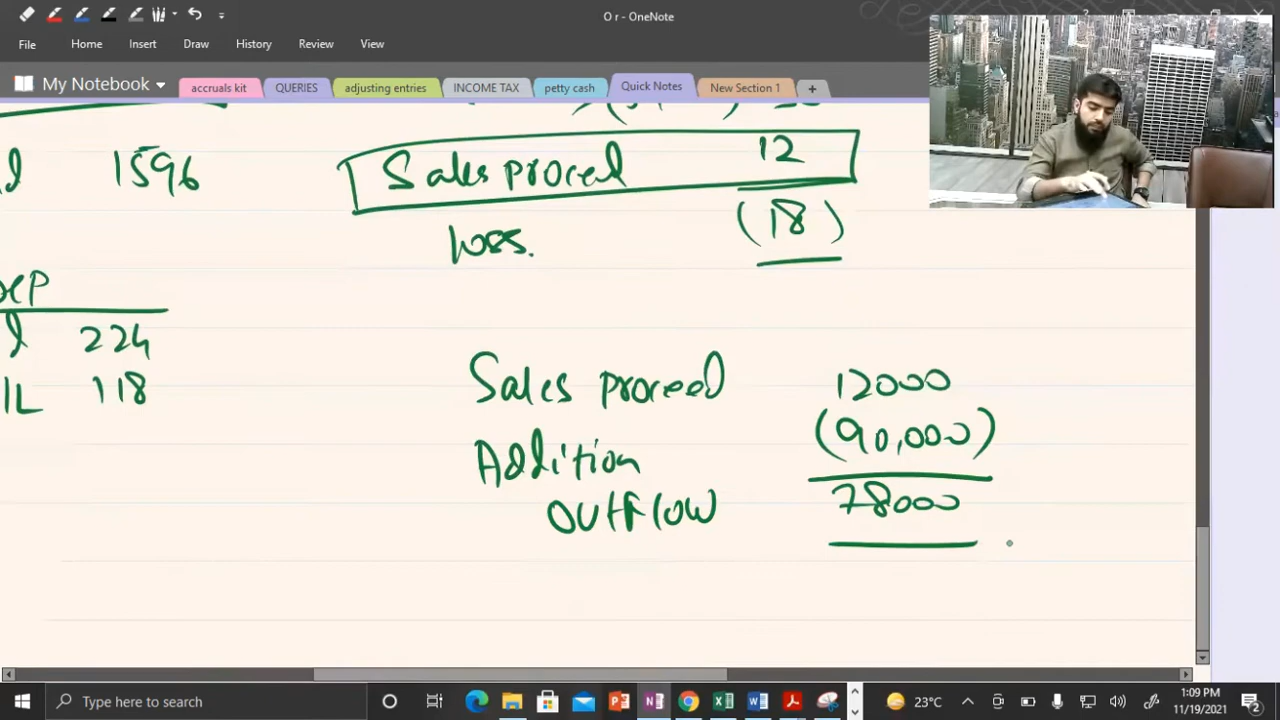 O r - OneNote
File Home Insert Draw History Review View
My Notebook accruals kit QUERIES adjusting entries INCOMETAX petty cash Quick Notes New Section 1
1596
Sales proceed 12
(18)
loss.
DEP
224
118
Sales proceed 12000
Addition (90,000)
outflow 78000
Type here to search
23°C
1:09 PM
11/19/2021